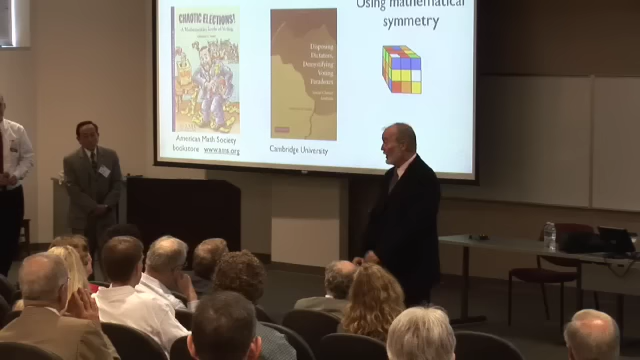 Using mathematical
symmetry
CHAOTIC ELECTIONS!
A Mathematician Looks at Voting
Disposing
Dictators,
Demystifying
Voting
Paradoxes
American Math Society
bookstore www.ams.org
Cambridge University